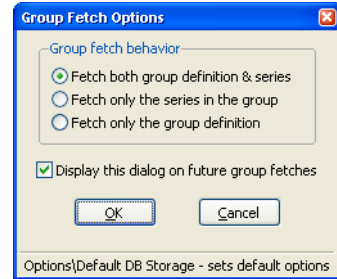 Group Fetch Options
Group fetch behavior
Fetch both group definition & series
Fetch only the series in the group
Fetch only the group definition
Display this dialog on future group fetches
OK
Cancel
Options\Default DB Storage - sets default options